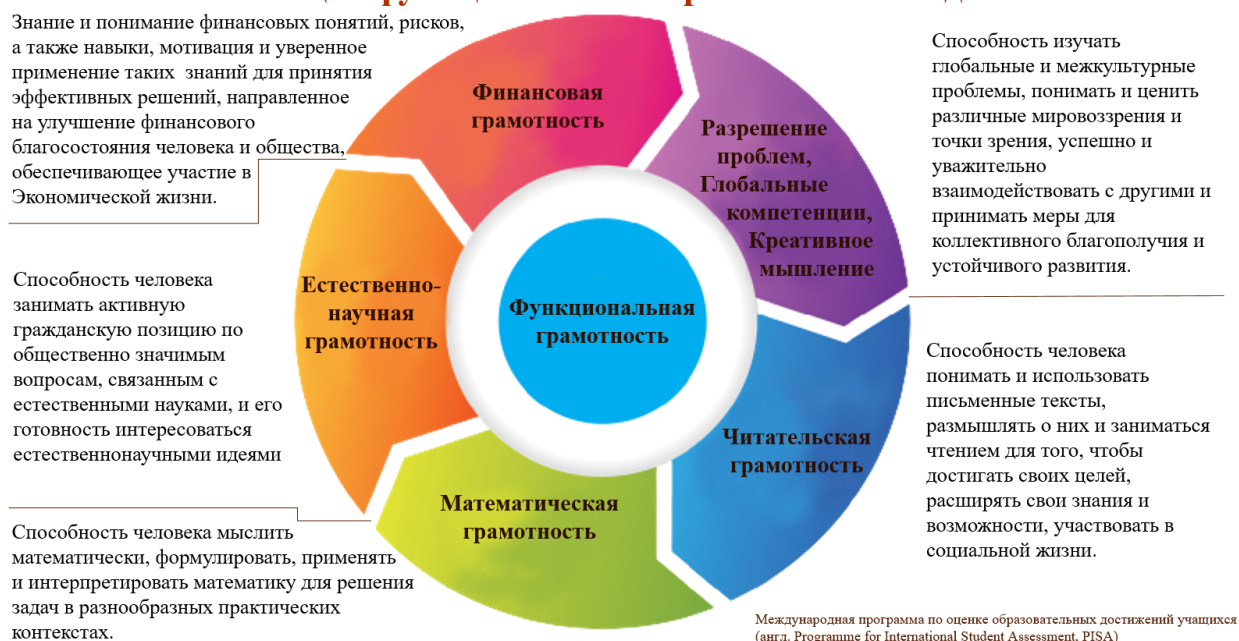 Знание и понимание финансовых понятий, рисков,
а также навыки, мотивация и уверенное
применение таких знаний для принятия
эффективных решений, направленное
на улучшение финансового
благосостояния человека и общества,
обеспечивающее участие в
Экономической жизни.
Финансовая
грамотность
Разрешение
проблем,
Глобальные
компетенции,
Креативное
мышление
Способность изучать
глобальные и межкультурные
проблемы, понимать и ценить
различные мировоззрения и
точки зрения, успешно и
уважительно
взаимодействовать с другими и
принимать меры для
коллективного благополучия и
устойчивого развития.
Способность человека
занимать активную
гражданскую позицию по
общественно значимым
вопросам, связанным с
естественными науками, и его
готовность интересоваться
естественнонаучными идеями
Естественно-
научная
грамотность
Функциональная
грамотность
Читательская
грамотность
Способность человека
понимать и использовать
письменные тексты,
размышлять о них и заниматься
чтением для того, чтобы
достигать своих целей,
расширять свои знания и
возможности, участвовать в
социальной жизни.
Математическая
грамотность
Способность человека мыслить
математически, формулировать, применять
и интерпретировать математику для решения
задач в разнообразных практических
контекстах.
Международная программа по оценке образовательных достижений учащихся
(англ. Programme for International Student Assessment, PISA)